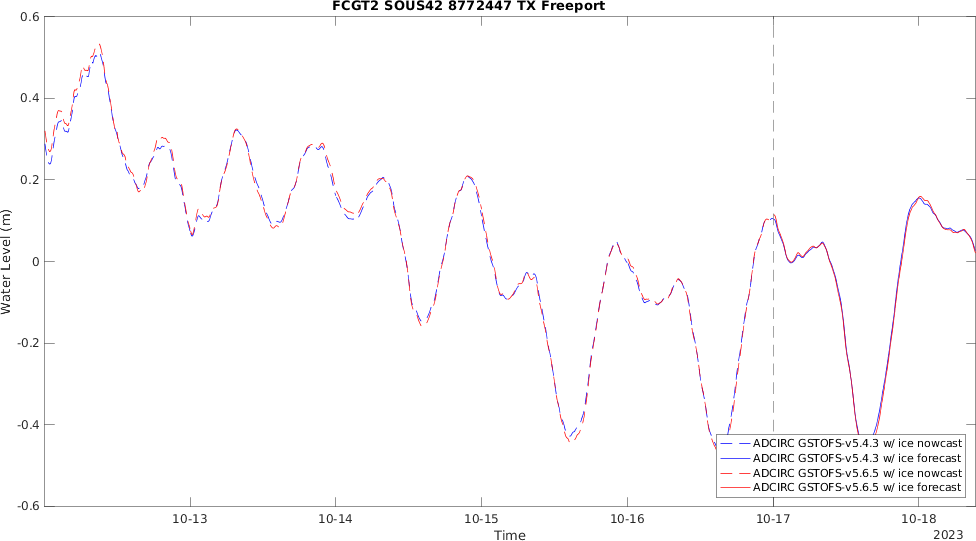 FCGT2 SOUS42 8772447 TX Freeport
0.6
0.4
0.2
0
-0.2
-0.4
-0.6
Water Level (m)
ADCIRC GSTOFS-v5.4.3 w/ ice nowcast
ADCIRC GSTOFS-v5.4.3 w/ ice forecast
ADCIRC GSTOFS-v5.6.5 w/ ice nowcast
ADCIRC GSTOFS-v5.6.5 w/ ice forecast
10-13 10-14 10-15 10-16 10-17 10-18
Time
2023